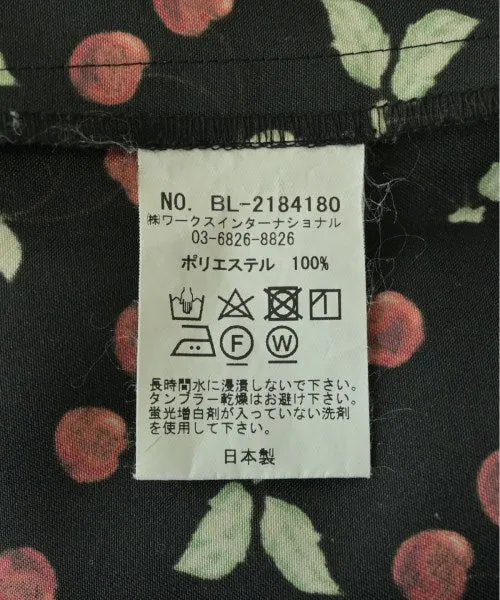 NO. BL-2184180
㈱ワークスインターナショナル
03-6826-8826
ポリエステル 100%
F W
長時間水に浸漬しないで下さい。
タンブラー乾燥はお避け下さい。
蛍光増白剤が入っていない洗剤
を使用して下さい。
日本製